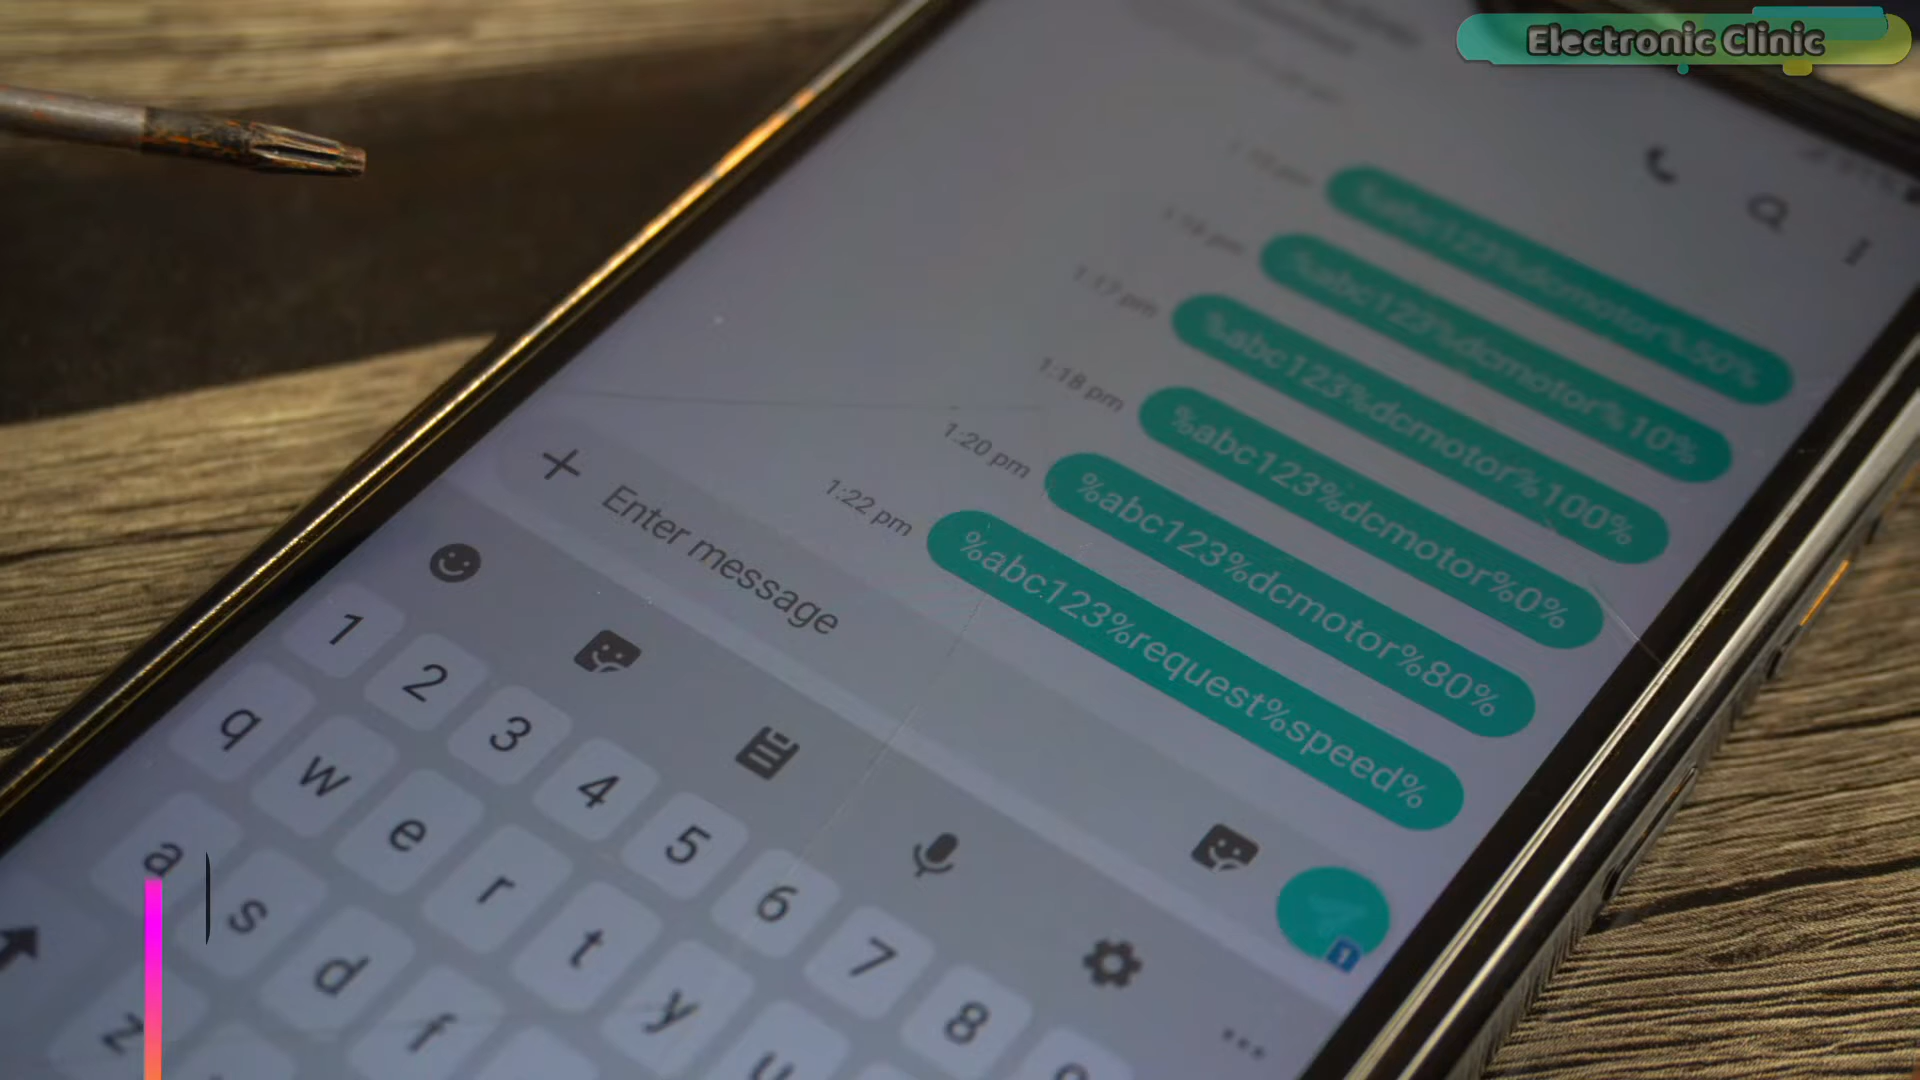 Electronic Clinic
%abc123%dcmotor%50%
%abc123%dcmotor%10%
1:17 pm
%abc123%dcmotor%100%
1:18 pm
%abc123%dcmotor%0%
1:20 pm
%abc123%dcmotor%80%
1:22 pm
%abc123%request%speed%
Enter message
1
1 2 3 4 5 6 7 8 9
q w e r t y u
a s d f
z